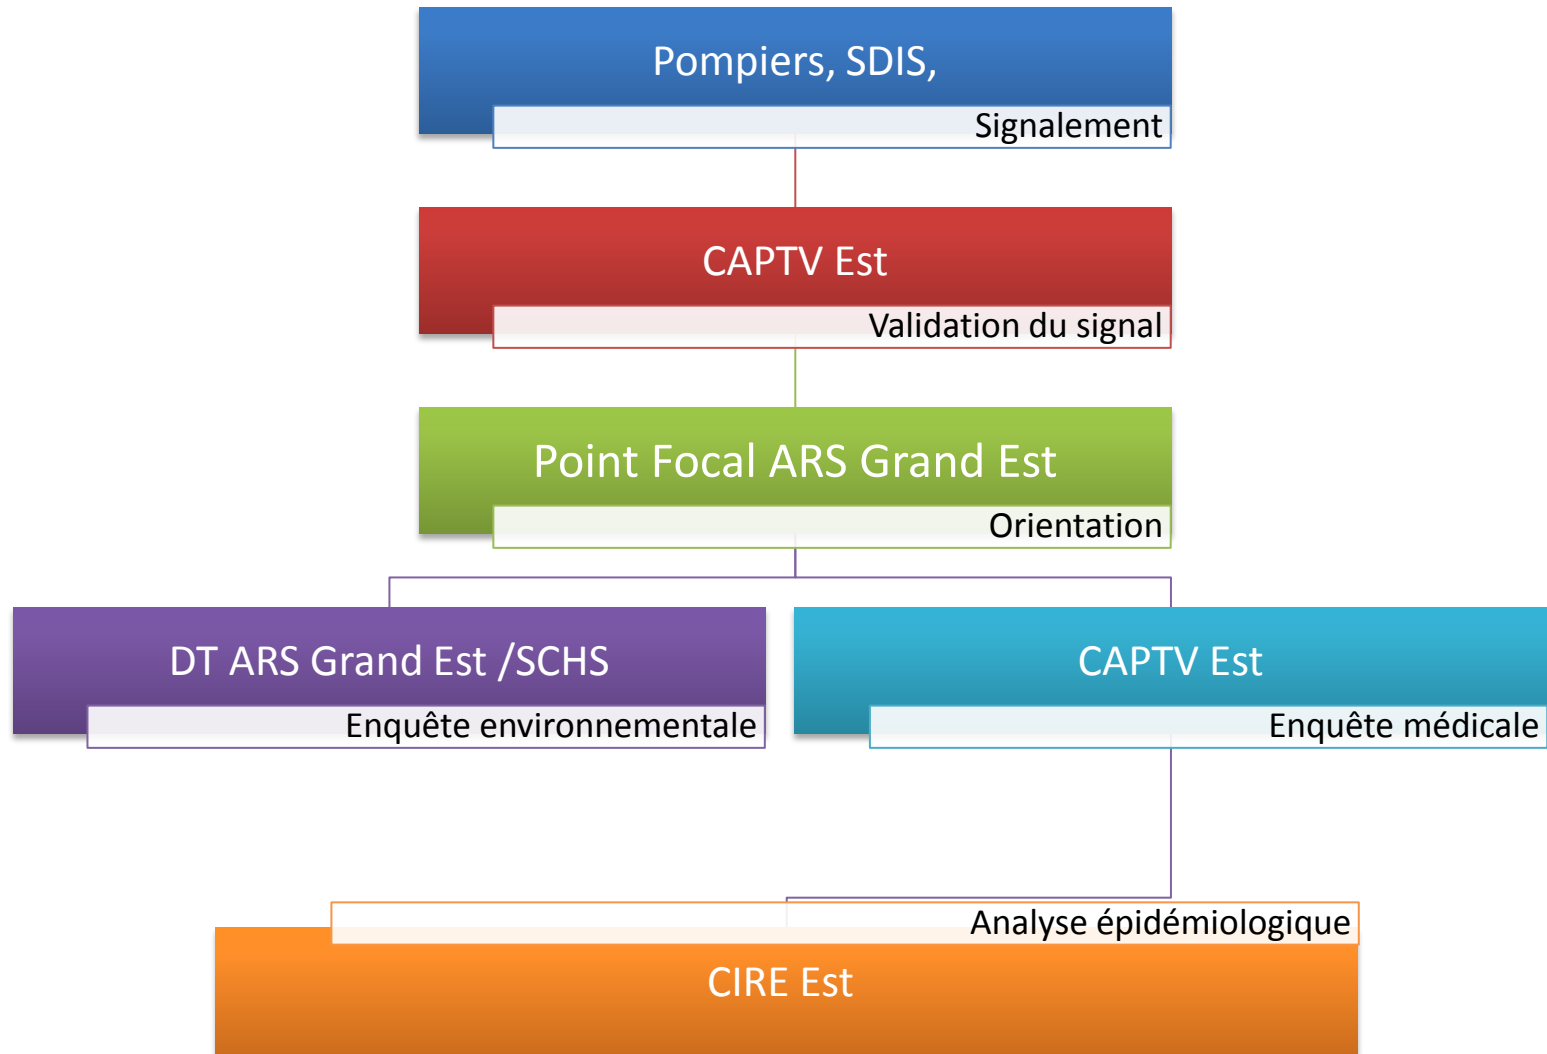 Pompiers, SDIS,
Signalement
CAPTV Est
Validation du signal
Point Focal ARS Grand Est
Orientation
DT ARS Grand Est /SCHS
Enquête environnementale
CAPTV Est
Enquête médicale
Analyse épidémiologique
CIRE Est